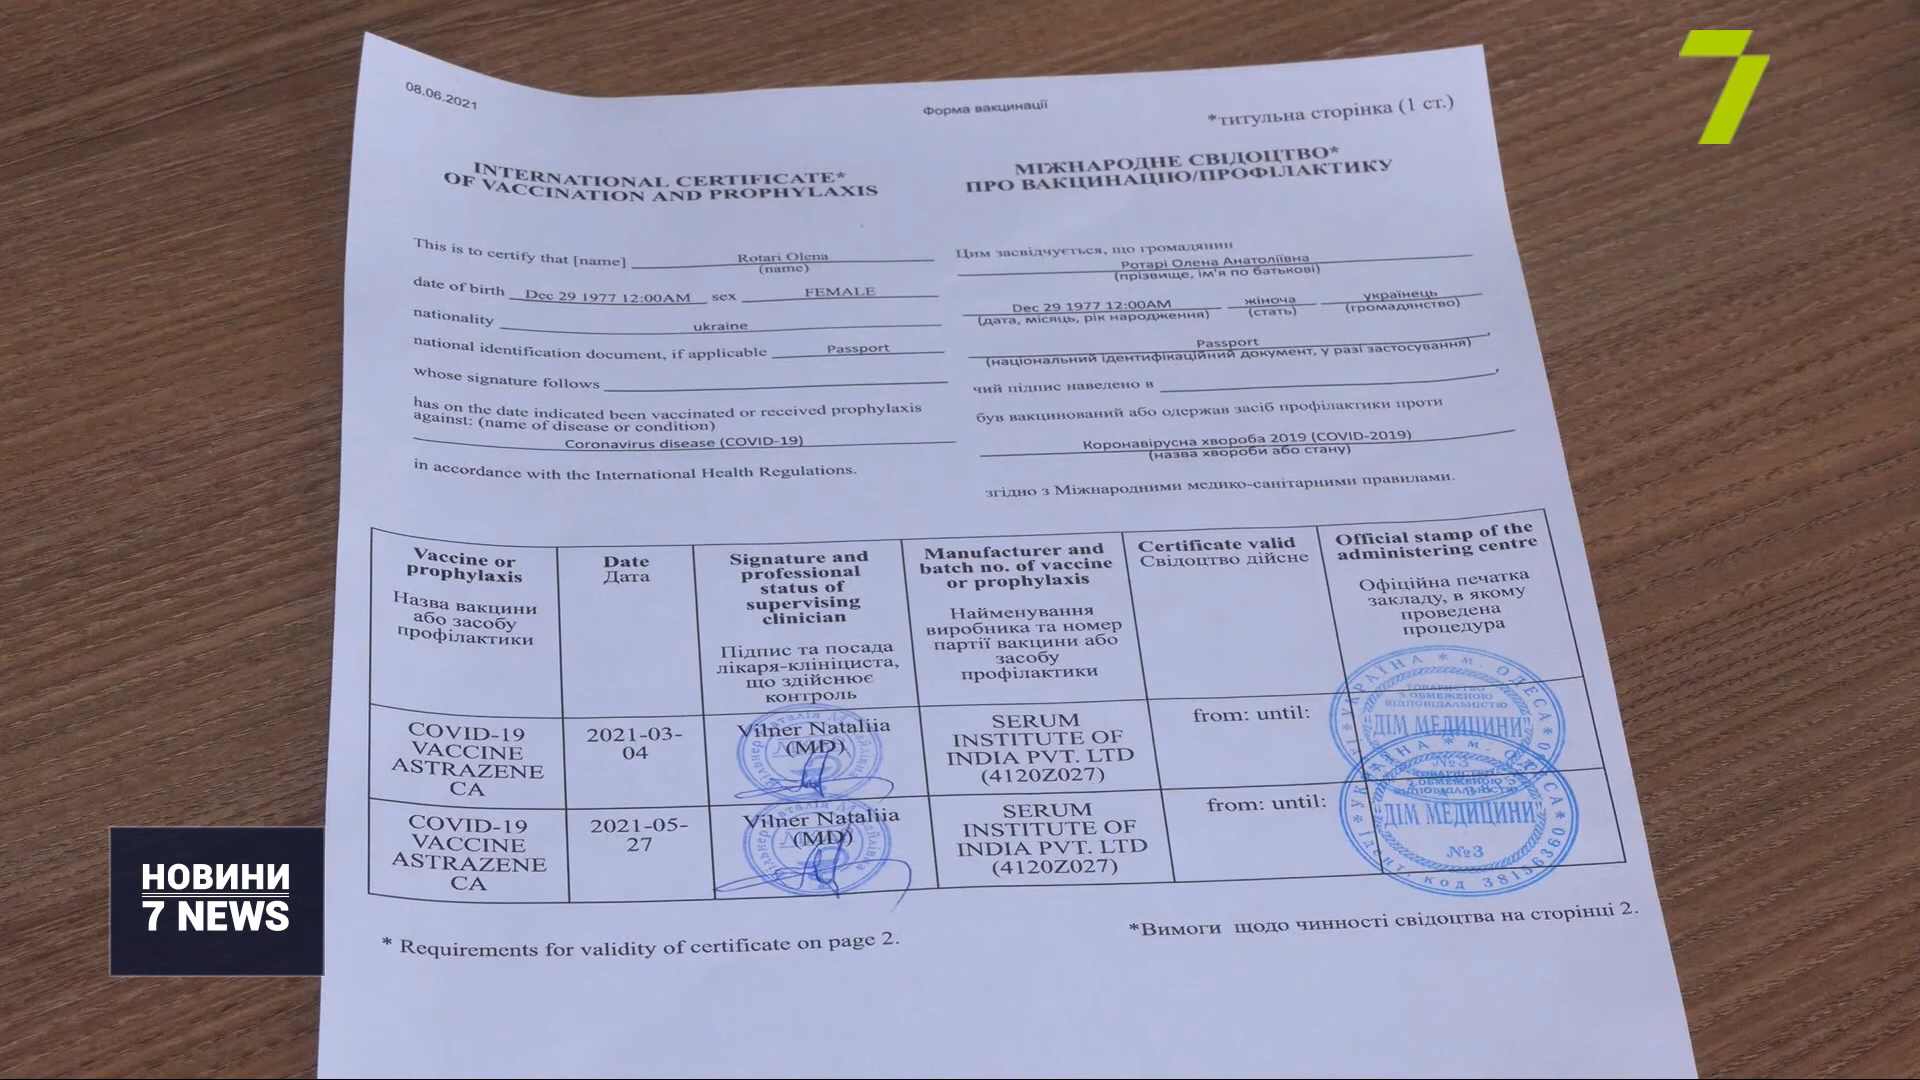 7
08.06.2021
Форма вакцинації
*титульна сторінка (1 ст.)
INTERNATIONAL CERTIFICATE*
OF VACCINATION AND PROPHYLAXIS
This is to certify that [name] Rotari Olena
(name)
date of birth Dec 29 1977 12:00AM sex FEMALE
nationality ukraine
national identification document, if applicable Passport
whose signature follows
has on the date indicated been vaccinated or received prophylaxis
against: (name of disease or condition)
Coronavirus disease (COVID-19)
in accordance with the International Health Regulations.
МІЖНАРОДНЕ СВІДОЦТВО*
ПРО ВАКЦИНАЦІЮ/ПРОФІЛАКТИКУ
Цим засвідчується, що громадянин
Ротарі Олена Анатоліївна
(прізвище, ім'я по батькові)
Dec 29 1977 12:00AM жіноча українець
(дата, місяць, рік народження) (стать) (громадянство)
Passport ,
(національний ідентифікаційний документ, у разі застосування)
чий підпис наведено в ,
був вакцинований або одержав засіб профілактики проти
Коронавірусна хвороба 2019 (COVID-2019)
(назва хвороби або стану)
згідно з Міжнародними медико-санітарними правилами.
Vaccine or
prophylaxis
Назва вакцини
або засобу
профілактики
Date
Дата
Signature and
professional
status of
supervising
clinician
Підпис та посада
лікаря-клініциста,
що здійснює
контроль
Manufacturer and
batch no. of vaccine
or prophylaxis
Найменування
виробника та номер
партії вакцини або
засобу
профілактики
Certificate valid
Свідоцтво дійсне
Official stamp of the
administering centre
Офіційна печатка
закладу, в якому
проведена
процедура
COVID-19
VACCINE
ASTRAZENE
CA
2021-03-
04
Vilner Nataliia
(MD)
SERUM
INSTITUTE OF
INDIA PVT. LTD
(4120Z027)
from: until:
УКРАЇНА * м. ОДЕСА *
ТОВАРИСТВО
З ОБМЕЖЕНОЮ
ВІДПОВІДАЛЬНІСТЮ
"ДІМ МЕДИЦИНИ"
№3
COVID-19
VACCINE
ASTRAZENE
CA
2021-05-
27
Vilner Nataliia
(MD)
SERUM
INSTITUTE OF
INDIA PVT. LTD
(4120Z027)
from: until:
"ДІМ МЕДИЦИНИ"
№3
* Requirements for validity of certificate on page 2.
*Вимоги щодо чинності свідоцтва на сторінці 2.
НОВИНИ
7 NEWS